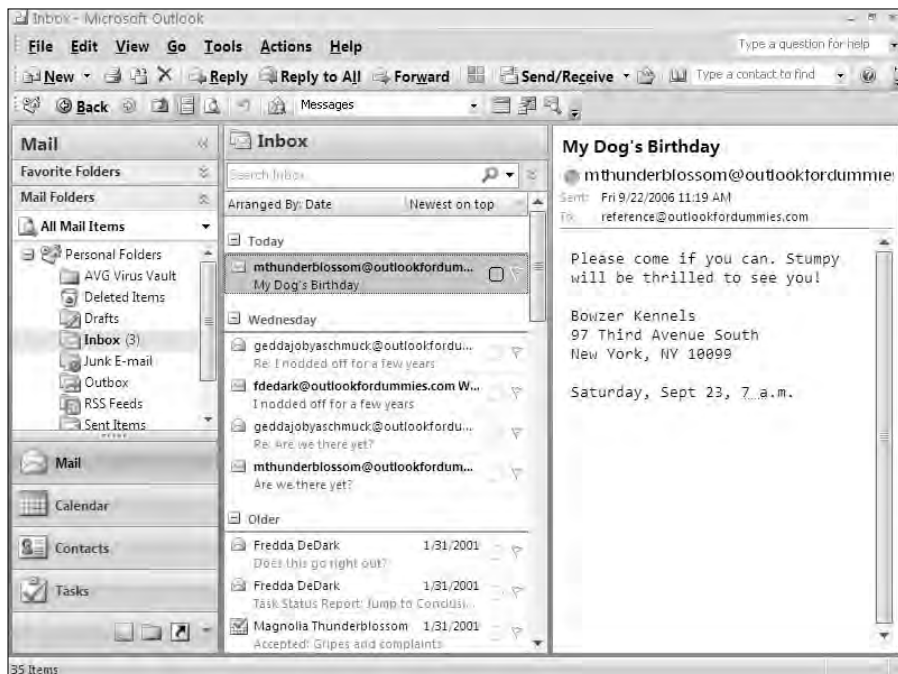 Inbox - Microsoft Outlook
File Edit View Go Tools Actions Help
Type a question for help
New Reply Reply to All Forward Send/Receive Type a contact to find
Back Messages
Mail
Favorite Folders
Mail Folders
All Mail Items
Personal Folders
AVG Virus Vault
Deleted Items
Drafts
Inbox (3)
Junk E-mail
Outbox
RSS Feeds
Sent Items
Mail
Calendar
Contacts
Tasks
Inbox
Search Inbox
Arranged By: Date Newest on top
Today
mthunderblossom@outlookfordum...
My Dog's Birthday
Wednesday
geddajobyaschmuck@outlookfordu...
Re: I nodded off for a few years
fdedark@outlookfordummies.com W...
I nodded off for a few years
geddajobyaschmuck@outlookfordu...
Re: Are we there yet?
mthunderblossom@outlookfordum...
Are we there yet?
Older
Fredda DeDark 1/31/2001
Does this go right out?
Fredda DeDark 1/31/2001
Task Status Report: Jump to Conclusi...
Magnolia Thunderblossom 1/31/2001
Accepted: Gripes and complaints
My Dog's Birthday
mthunderblossom@outlookfordummie
Sent: Fri 9/22/2006 11:19 AM
To: reference@outlookfordummies.com
Please come if you can. Stumpy
will be thrilled to see you!
Bowzer Kennels
97 Third Avenue South
New York, NY 10099
Saturday, Sept 23, 7 a.m.
35 Items